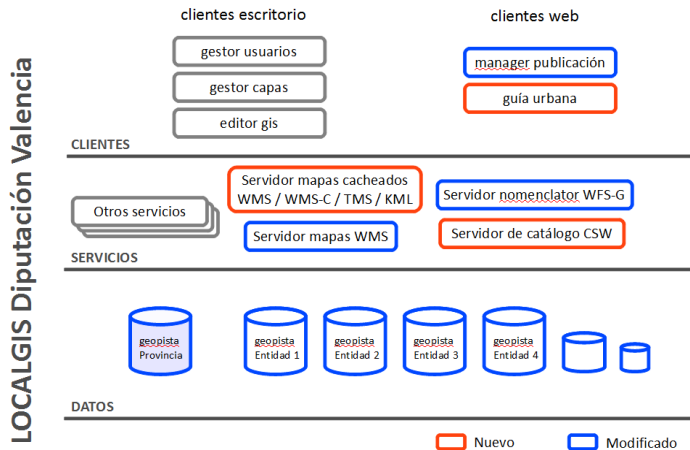 LOCALGIS Diputación Valencia
clientes escritorio
clientes web
gestor usuarios
gestor capas
editor gis
manager publicación
guía urbana
CLIENTES
Otros servicios
Servidor mapas cacheados
WMS / WMS-C / TMS / KML
Servidor mapas WMS
Servidor nomenclator WFS-G
Servidor de catálogo CSW
SERVICIOS
geopista
Provincia
geopista
Entidad 1
geopista
Entidad 2
geopista
Entidad 3
geopista
Entidad 4
DATOS
Nuevo
Modificado